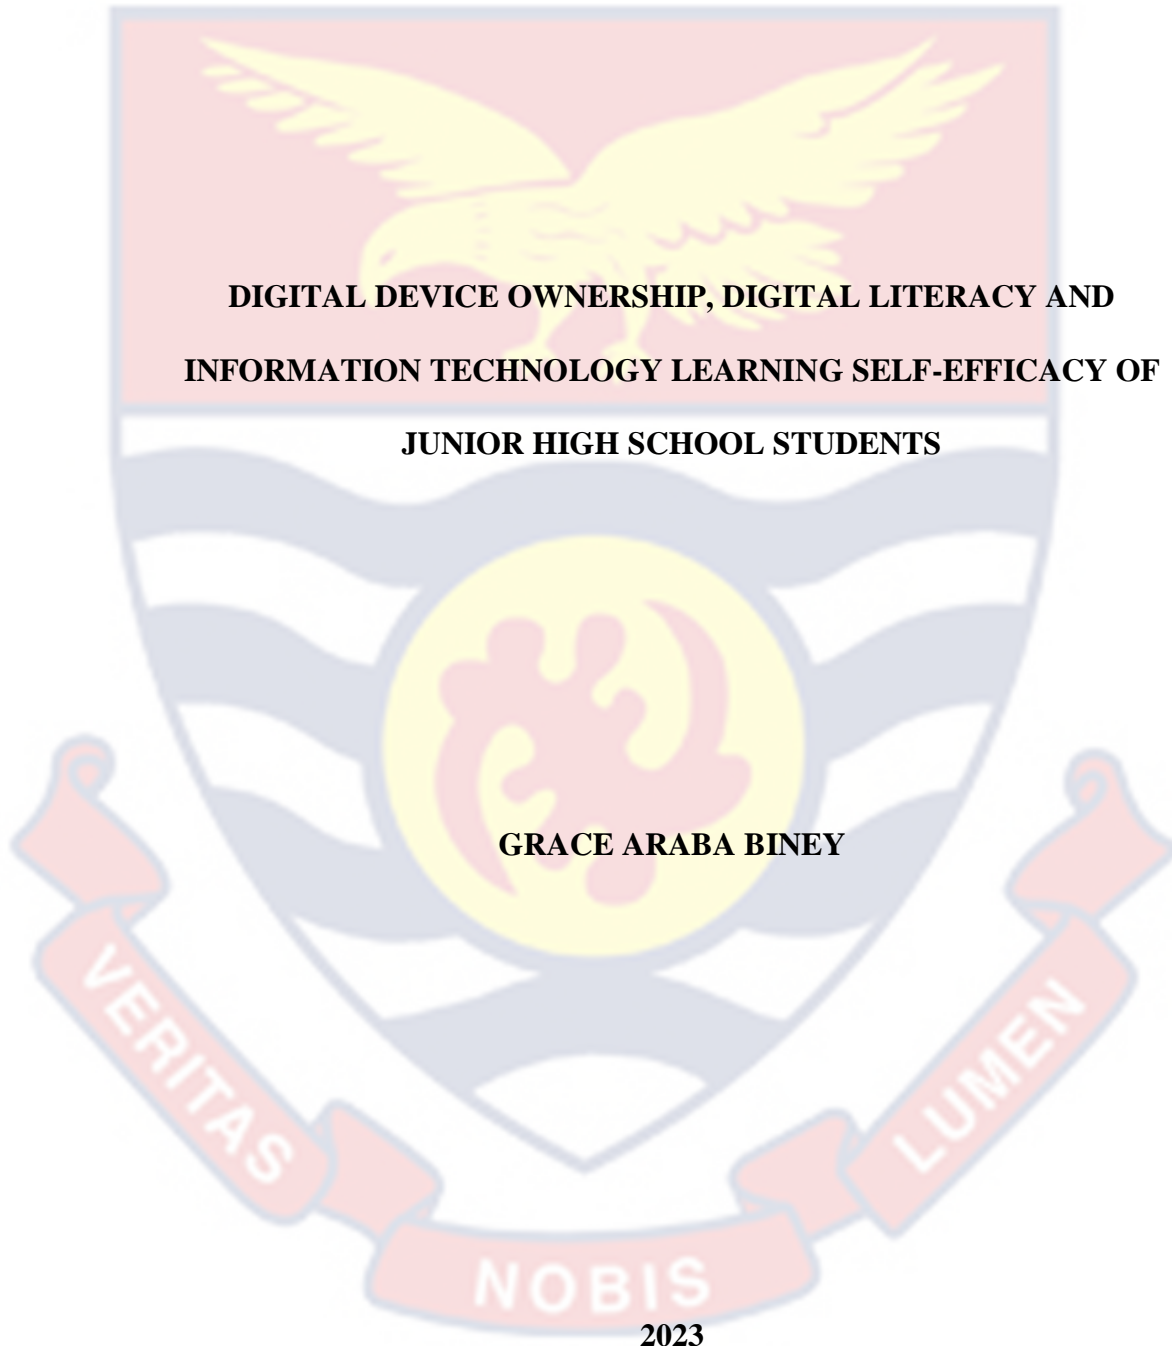 DIGITAL DEVICE OWNERSHIP, DIGITAL LITERACY AND
INFORMATION TECHNOLOGY LEARNING SELF-EFFICACY OF
JUNIOR HIGH SCHOOL STUDENTS
GRACE ARABA BINEY
VERITAS
NOBIS
LUMEN
2023